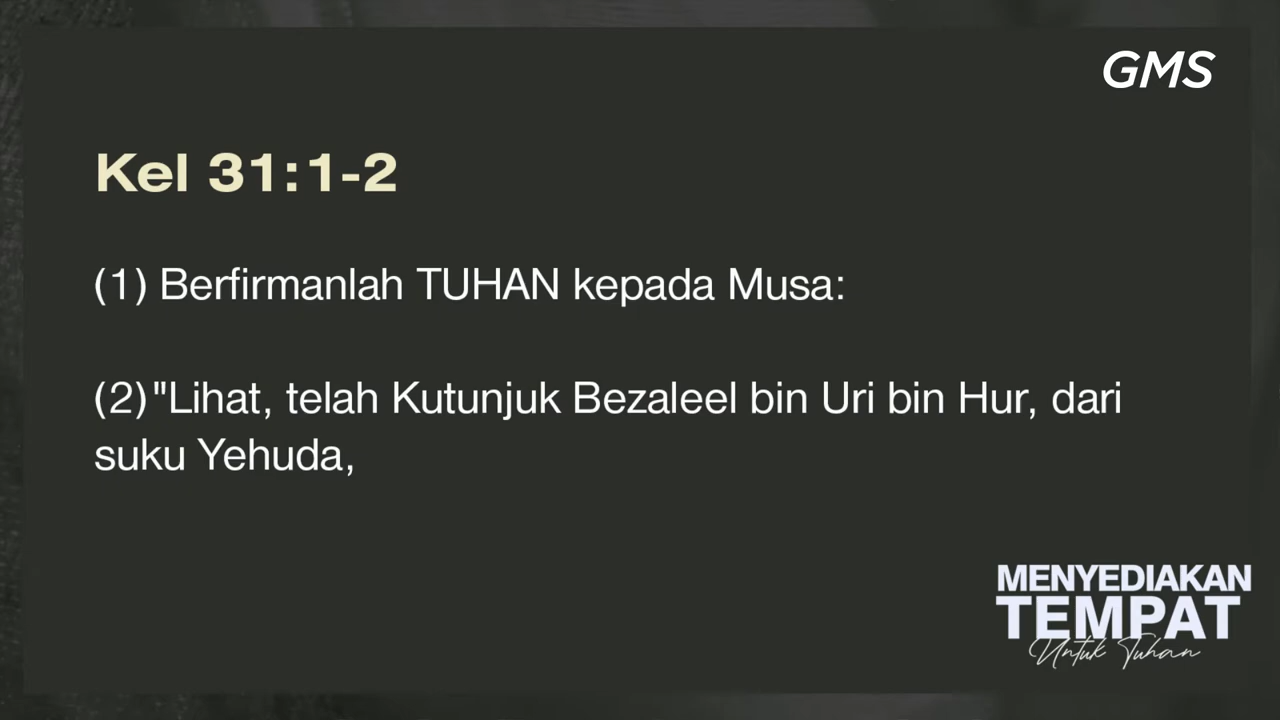 GMS
Kel 31:1-2
(1) Berfirmanlah TUHAN kepada Musa:
(2)"Lihat, telah Kutunjuk Bezaleel bin Uri bin Hur, dari
suku Yehuda,
MENYEDIAKAN
TEMPAT
Untuk Tuhan